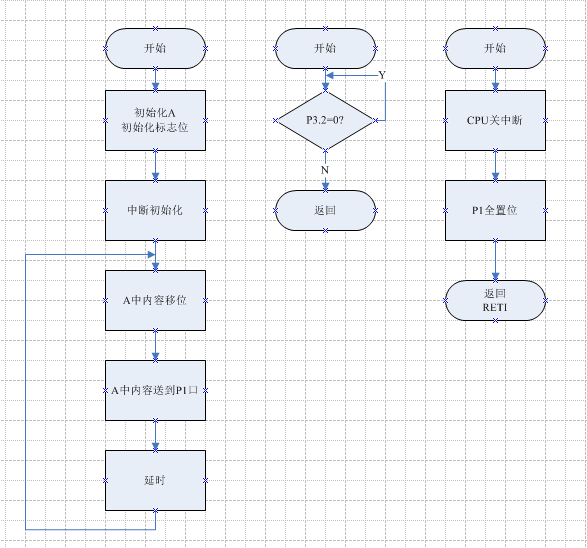 开始
初始化A
初始化标志位
中断初始化
A中内容移位
A中内容送到P1口
延时
开始
Y
P3.2=0?
N
返回
开始
CPU关中断
P1全置位
返回
RETI